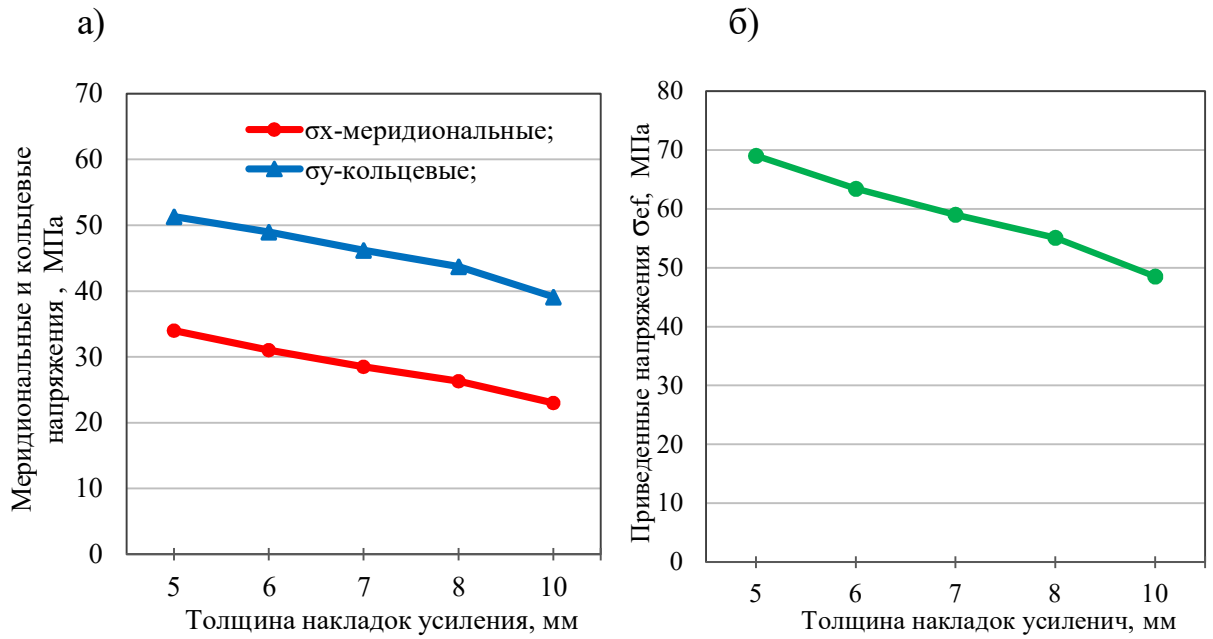 а)
70
60
50
40
30
20
10
0
Меридиональные и кольцевые
напряжения , МПа
σx-меридиональные;
σy-кольцевые;
5 6 7 8 10
Толщина накладок усиления, мм
б)
80
70
60
50
40
30
20
10
0
Приведенные напряжения σef, МПа
5 6 7 8 10
Толщина накладок усиленич, мм